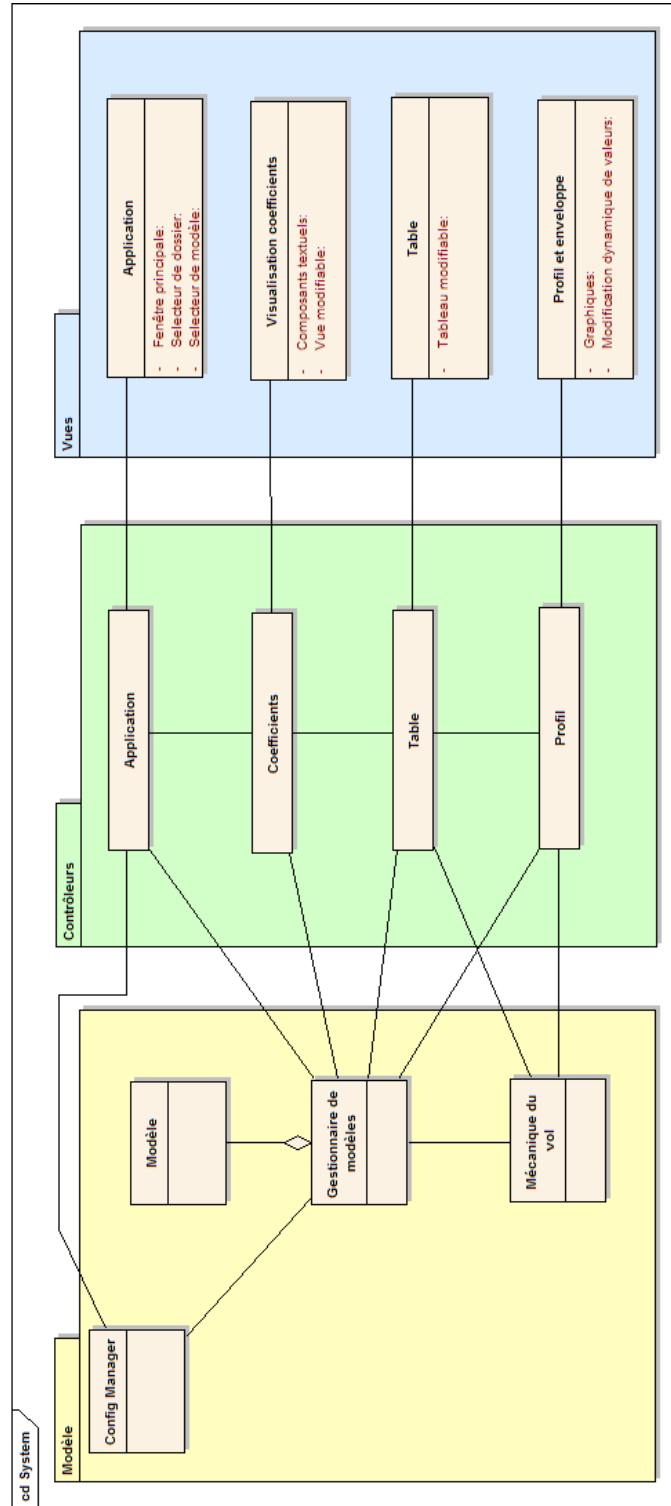 cd System
Modèle
Config Manager
Modèle
Gestionnaire de
modèles
Mécanique du
vol
Contrôleurs
Application
Coefficients
Table
Profil
Vues
Application
- Fenêtre principale:
- Selecteur de dossier:
- Selecteur de modèle:
Visualisation coefficients
- Composants textuels:
- Vue modifiable:
Table
- Tableau modifiable:
Profil et enveloppe
- Graphiques:
- Modification dynamique de valeurs: